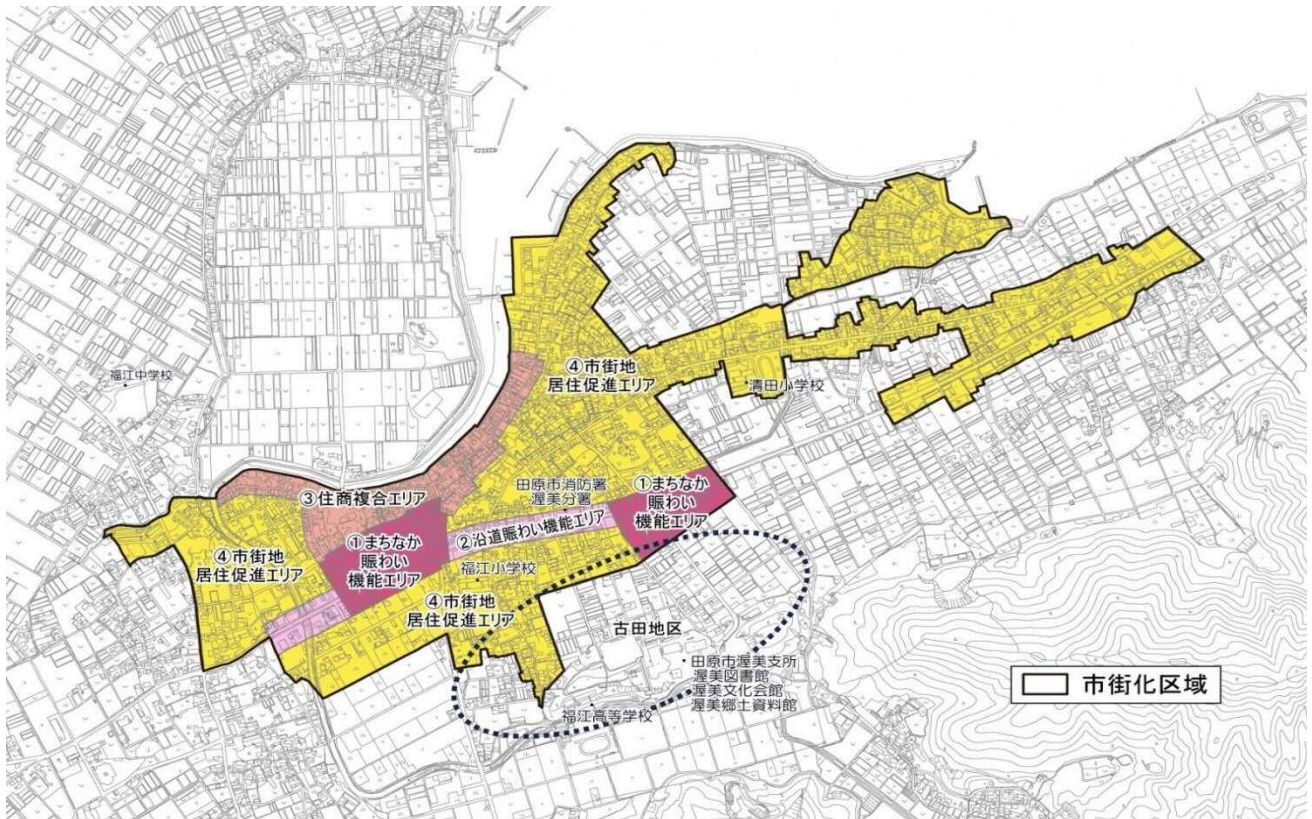 福江中学校
④市街地
居住促進エリア
清田小学校
田原市消防署
渥美分署
①まちなか
賑わい
機能エリア
③住商複合エリア
②沿道賑わい機能エリア
①まちなか
賑わい
機能エリア
④市街地
居住促進エリア
福江小学校
④市街地
居住促進エリア
古田地区
田原市渥美支所
渥美図書館
渥美文化会館
渥美郷土資料館
福江高等学校
市街化区域